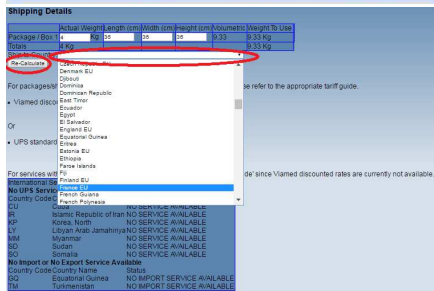 Shipping Details
Actual Weight Length (cm) Width (cm) Height (cm) Volumetric Weight To Use
Package / Box 1 4 Kg 36 36 36 9.33 9.33 Kg
Totals 4 Kg 9.33 Kg
Re-Calculate
Denmark EU
Djibouti
For packages/ Dominica se refer to the appropriate tariff guide.
Dominican Republic
• Viamed disco East Timor
Ecuador
Egypt
Or El Salvador
England EU
Equatorial Guinea
• UPS standard Eritrea
Estonia EU
Ethiopia
Faroe Islands
Fiji
For services with Finland EU de' since Viamed discounted rates are currently not available.
International Se France EU
No UPS Servic French Guiana
Country Code French Polynesia
CU Cuba NO SERVICE AVAILABLE
IR Islamic Republic of Iran NO SERVICE AVAILABLE
KP Korea, North NO SERVICE AVAILABLE
LY Libyan Arab Jamahiriya NO SERVICE AVAILABLE
MM Myanmar NO SERVICE AVAILABLE
SD Sudan NO SERVICE AVAILABLE
SO Somalia NO SERVICE AVAILABLE
No Import or No Export Service Available
Country Code Country Name Status
GQ Equatorial Guinea NO IMPORT SERVICE AVAILABLE
TM Turkmenistan NO IMPORT SERVICE AVAILABLE